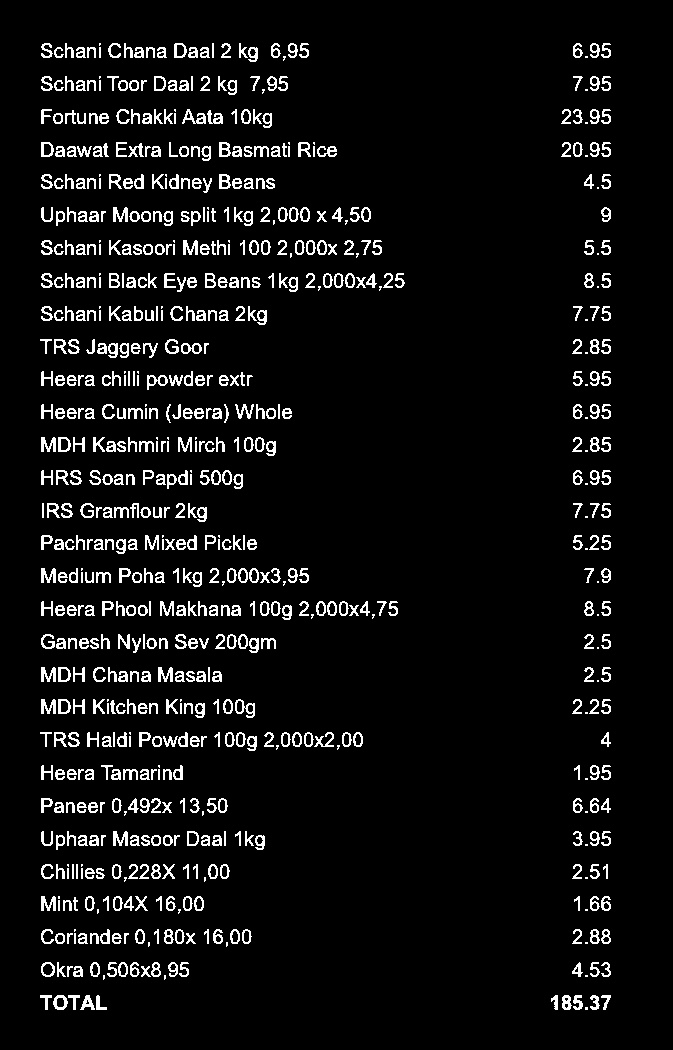 Schani Chana Daal 2 kg  6,95 6.95
Schani Toor Daal 2 kg  7,95 7.95
Fortune Chakki Aata 10kg 23.95
Daawat Extra Long Basmati Rice 20.95
Schani Red Kidney Beans 4.5
Uphaar Moong split 1kg 2,000 x 4,50 9
Schani Kasoori Methi 100 2,000x 2,75 5.5
Schani Black Eye Beans 1kg 2,000x4,25 8.5
Schani Kabuli Chana 2kg 7.75
TRS Jaggery Goor 2.85
Heera chilli powder extr 5.95
Heera Cumin (Jeera) Whole 6.95
MDH Kashmiri Mirch 100g 2.85
HRS Soan Papdi 500g 6.95
IRS Gramflour 2kg 7.75
Pachranga Mixed Pickle 5.25
Medium Poha 1kg 2,000x3,95 7.9
Heera Phool Makhana 100g 2,000x4,75 8.5
Ganesh Nylon Sev 200gm 2.5
MDH Chana Masala 2.5
MDH Kitchen King 100g 2.25
TRS Haldi Powder 100g 2,000x2,00 4
Heera Tamarind 1.95
Paneer 0,492x 13,50 6.64
Uphaar Masoor Daal 1kg 3.95
Chillies 0,228X 11,00 2.51
Mint 0,104X 16,00 1.66
Coriander 0,180x 16,00 2.88
Okra 0,506x8,95 4.53
TOTAL 185.37